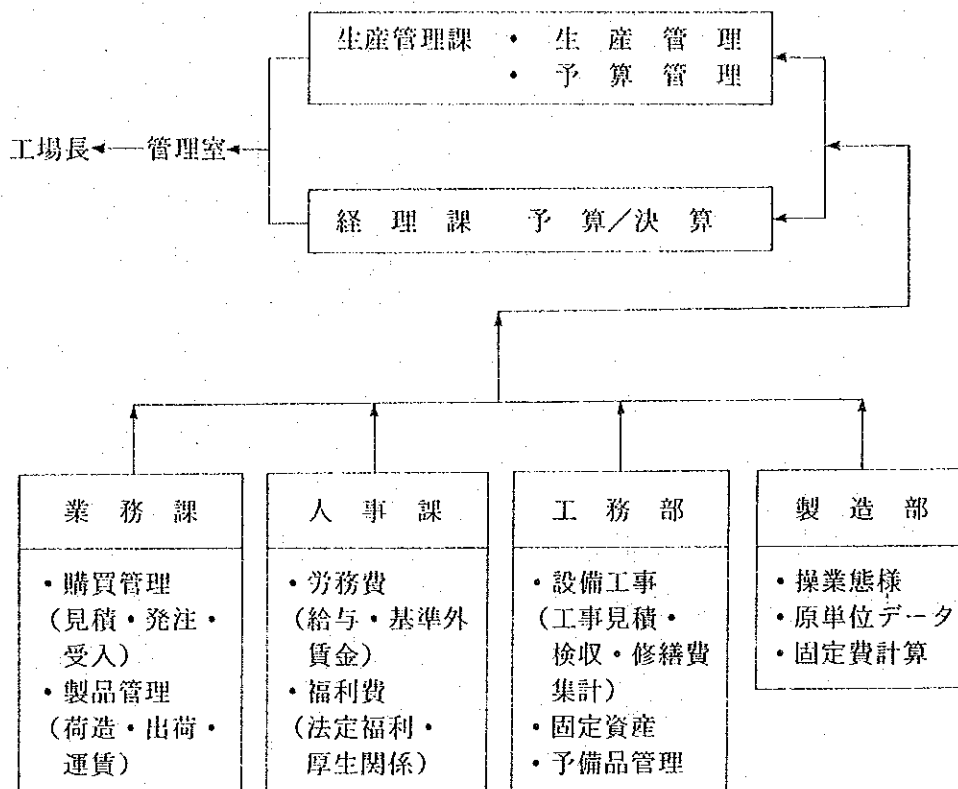 生産管理課 ・生産管理
・予算管理
工場長 管理室
経理課 予算/決算
業務課
・購買管理
(見積・発注・
受入)
・製品管理
(荷造・出荷・
運賃)
人事課
・労務費
(給与・基準外
賃金)
・福利費
(法定福利・
厚生関係)
工務部
・設備工事
(工事見積・
検収・修繕費
集計)
・固定資産
・予備品管理
製造部
・操業態様
・原単位データ
・固定費計算